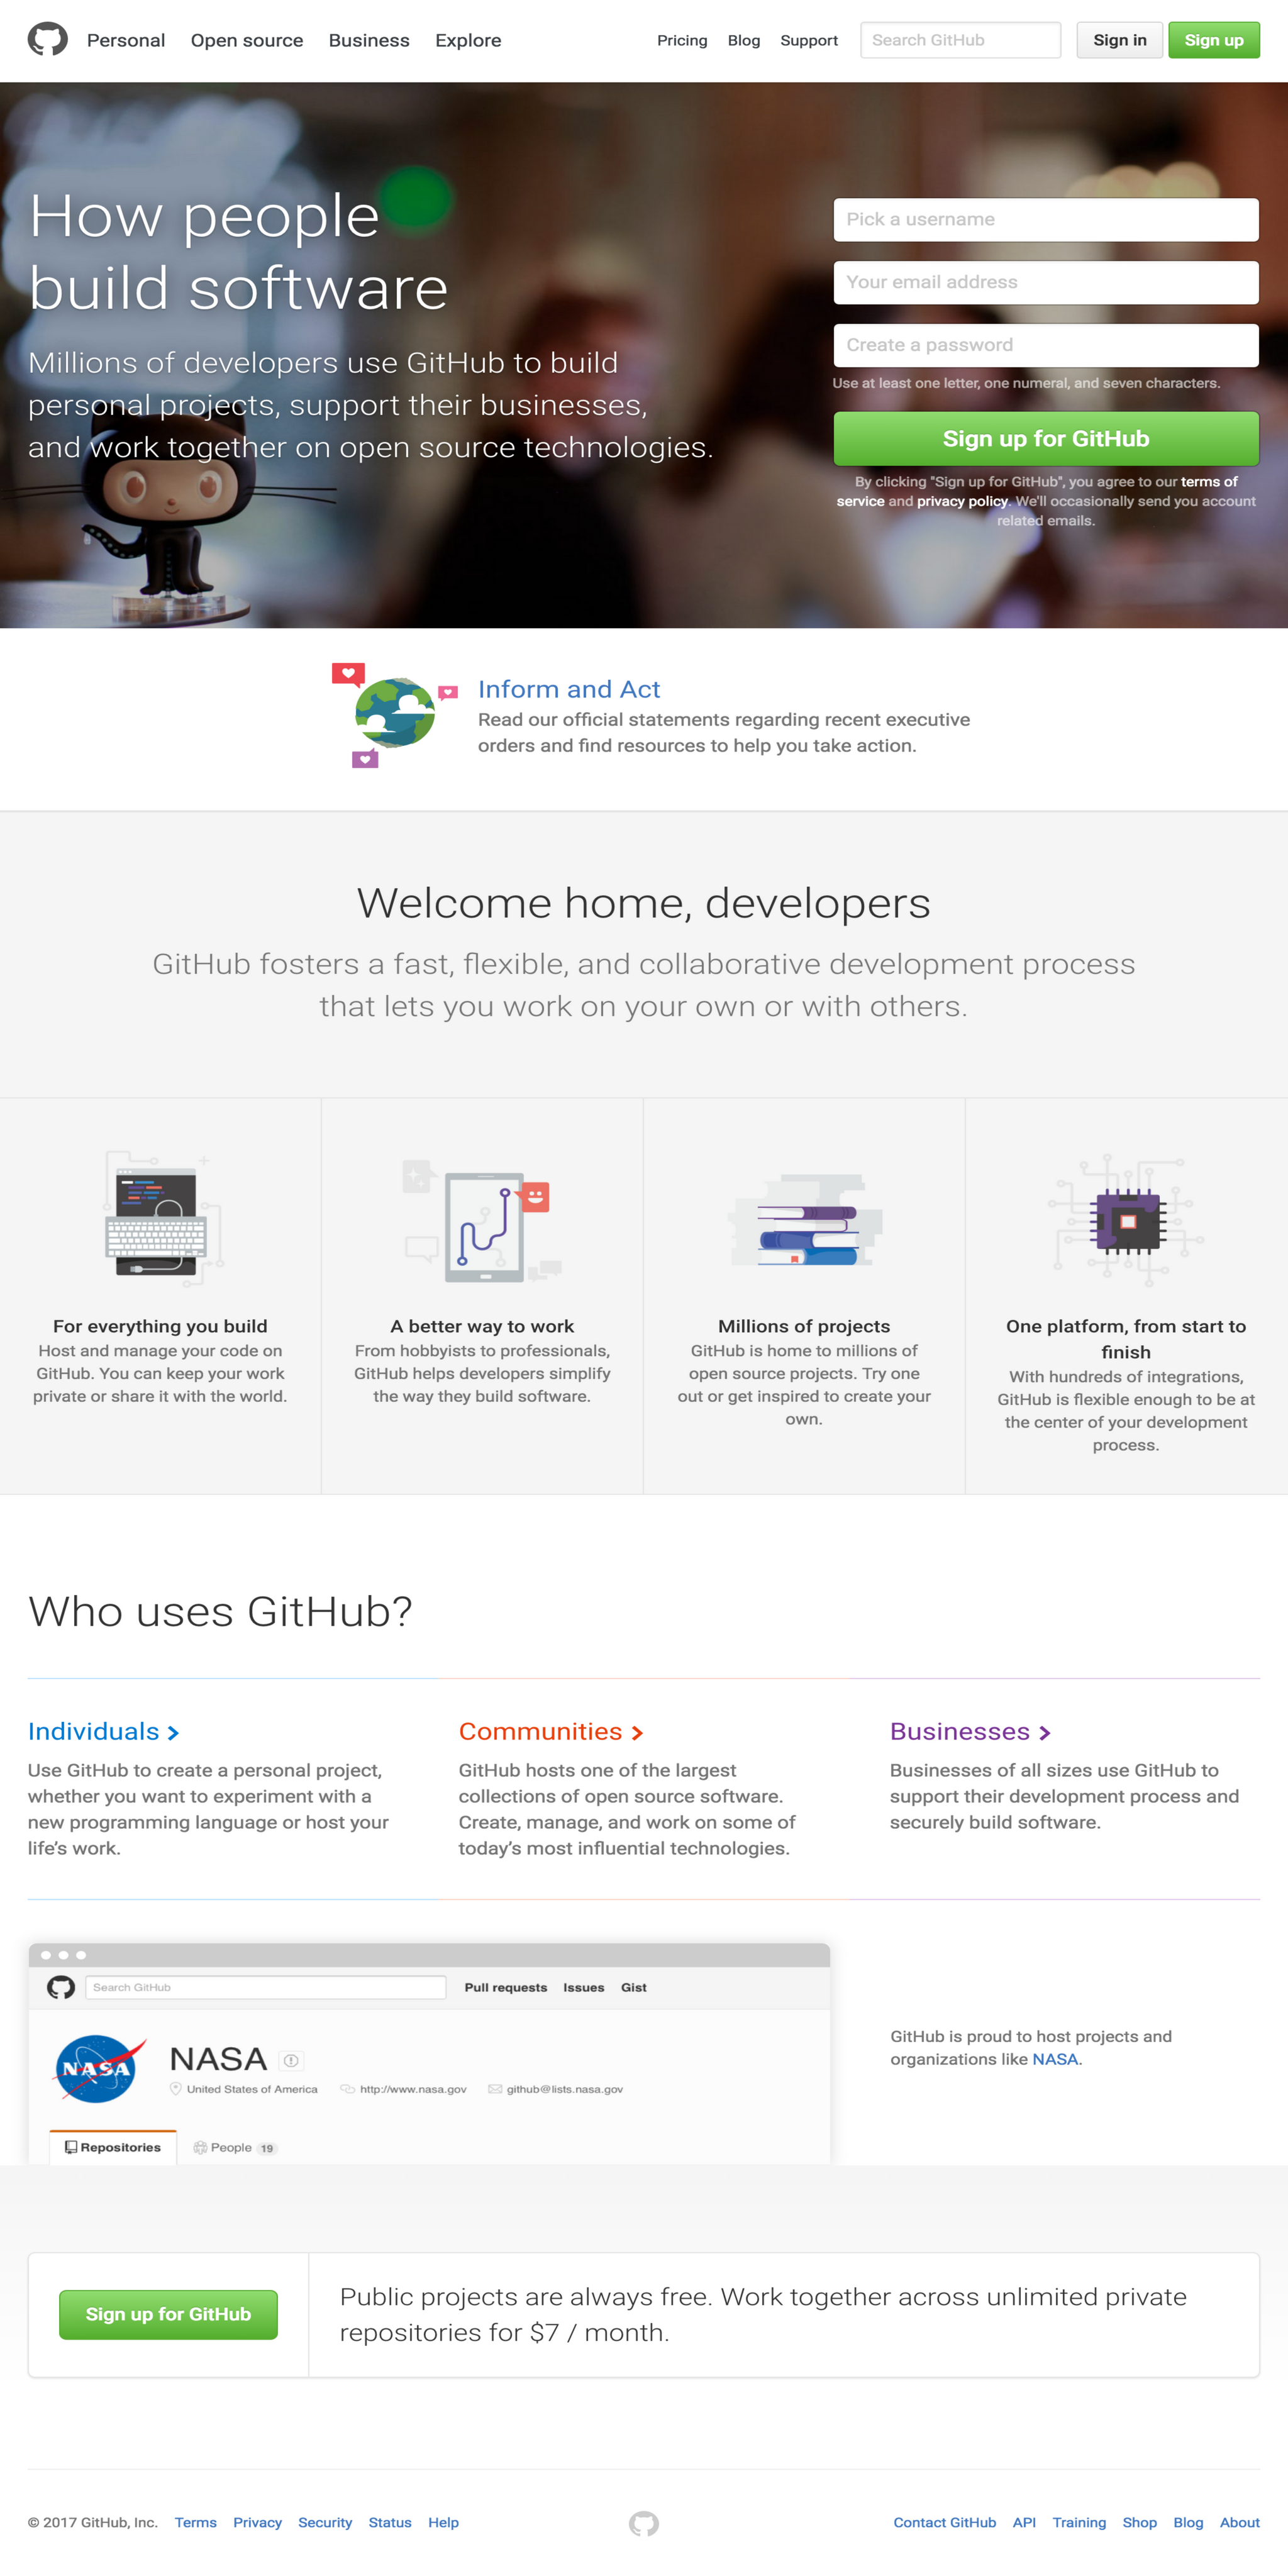 Personal Open source Business Explore Pricing Blog Support Search GitHub Sign in Sign up
How people
build software
Millions of developers use GitHub to build
personal projects, support their businesses,
and work together on open source technologies.
Pick a username
Your email address
Create a password
Use at least one letter, one numeral, and seven characters.
Sign up for GitHub
By clicking "Sign up for GitHub", you agree to our terms of
service and privacy policy. We'll occasionally send you account
related emails.
Inform and Act
Read our official statements regarding recent executive
orders and find resources to help you take action.
Welcome home, developers
GitHub fosters a fast, flexible, and collaborative development process
that lets you work on your own or with others.
For everything you build
Host and manage your code on
GitHub. You can keep your work
private or share it with the world.
A better way to work
From hobbyists to professionals,
GitHub helps developers simplify
the way they build software.
Millions of projects
GitHub is home to millions of
open source projects. Try one
out or get inspired to create your
own.
One platform, from start to
finish
With hundreds of integrations,
GitHub is flexible enough to be at
the center of your development
process.
Who uses GitHub?
Individuals
Use GitHub to create a personal project,
whether you want to experiment with a
new programming language or host your
life’s work.
Communities
GitHub hosts one of the largest
collections of open source software.
Create, manage, and work on some of
today’s most influential technologies.
Businesses
Businesses of all sizes use GitHub to
support their development process and
securely build software.
Search GitHub Pull requests Issues Gist
NASA
NASA
United States of America http://www.nasa.gov github@lists.nasa.gov
Repositories People 19
GitHub is proud to host projects and
organizations like NASA.
Sign up for GitHub
Public projects are always free. Work together across unlimited private
repositories for $7 / month.
© 2017 GitHub, Inc. Terms Privacy Security Status Help Contact GitHub API Training Shop Blog About